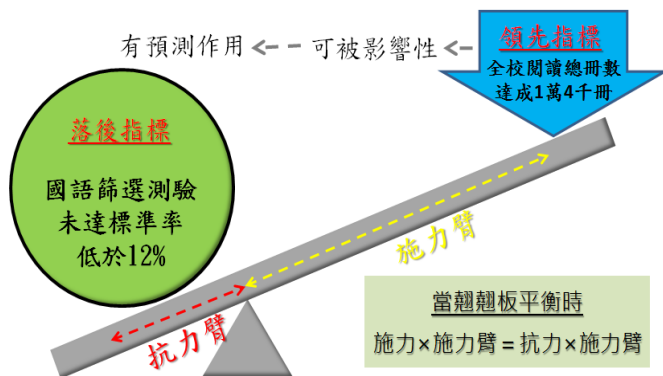 有預測作用
可被影響性
領先指標
全校閱讀總冊數
達成1萬4千冊
落後指標
國語篩選測驗
未達標準率
低於12%
施力臂
抗力臂
當翹翹板平衡時
施力×施力臂＝抗力×施力臂